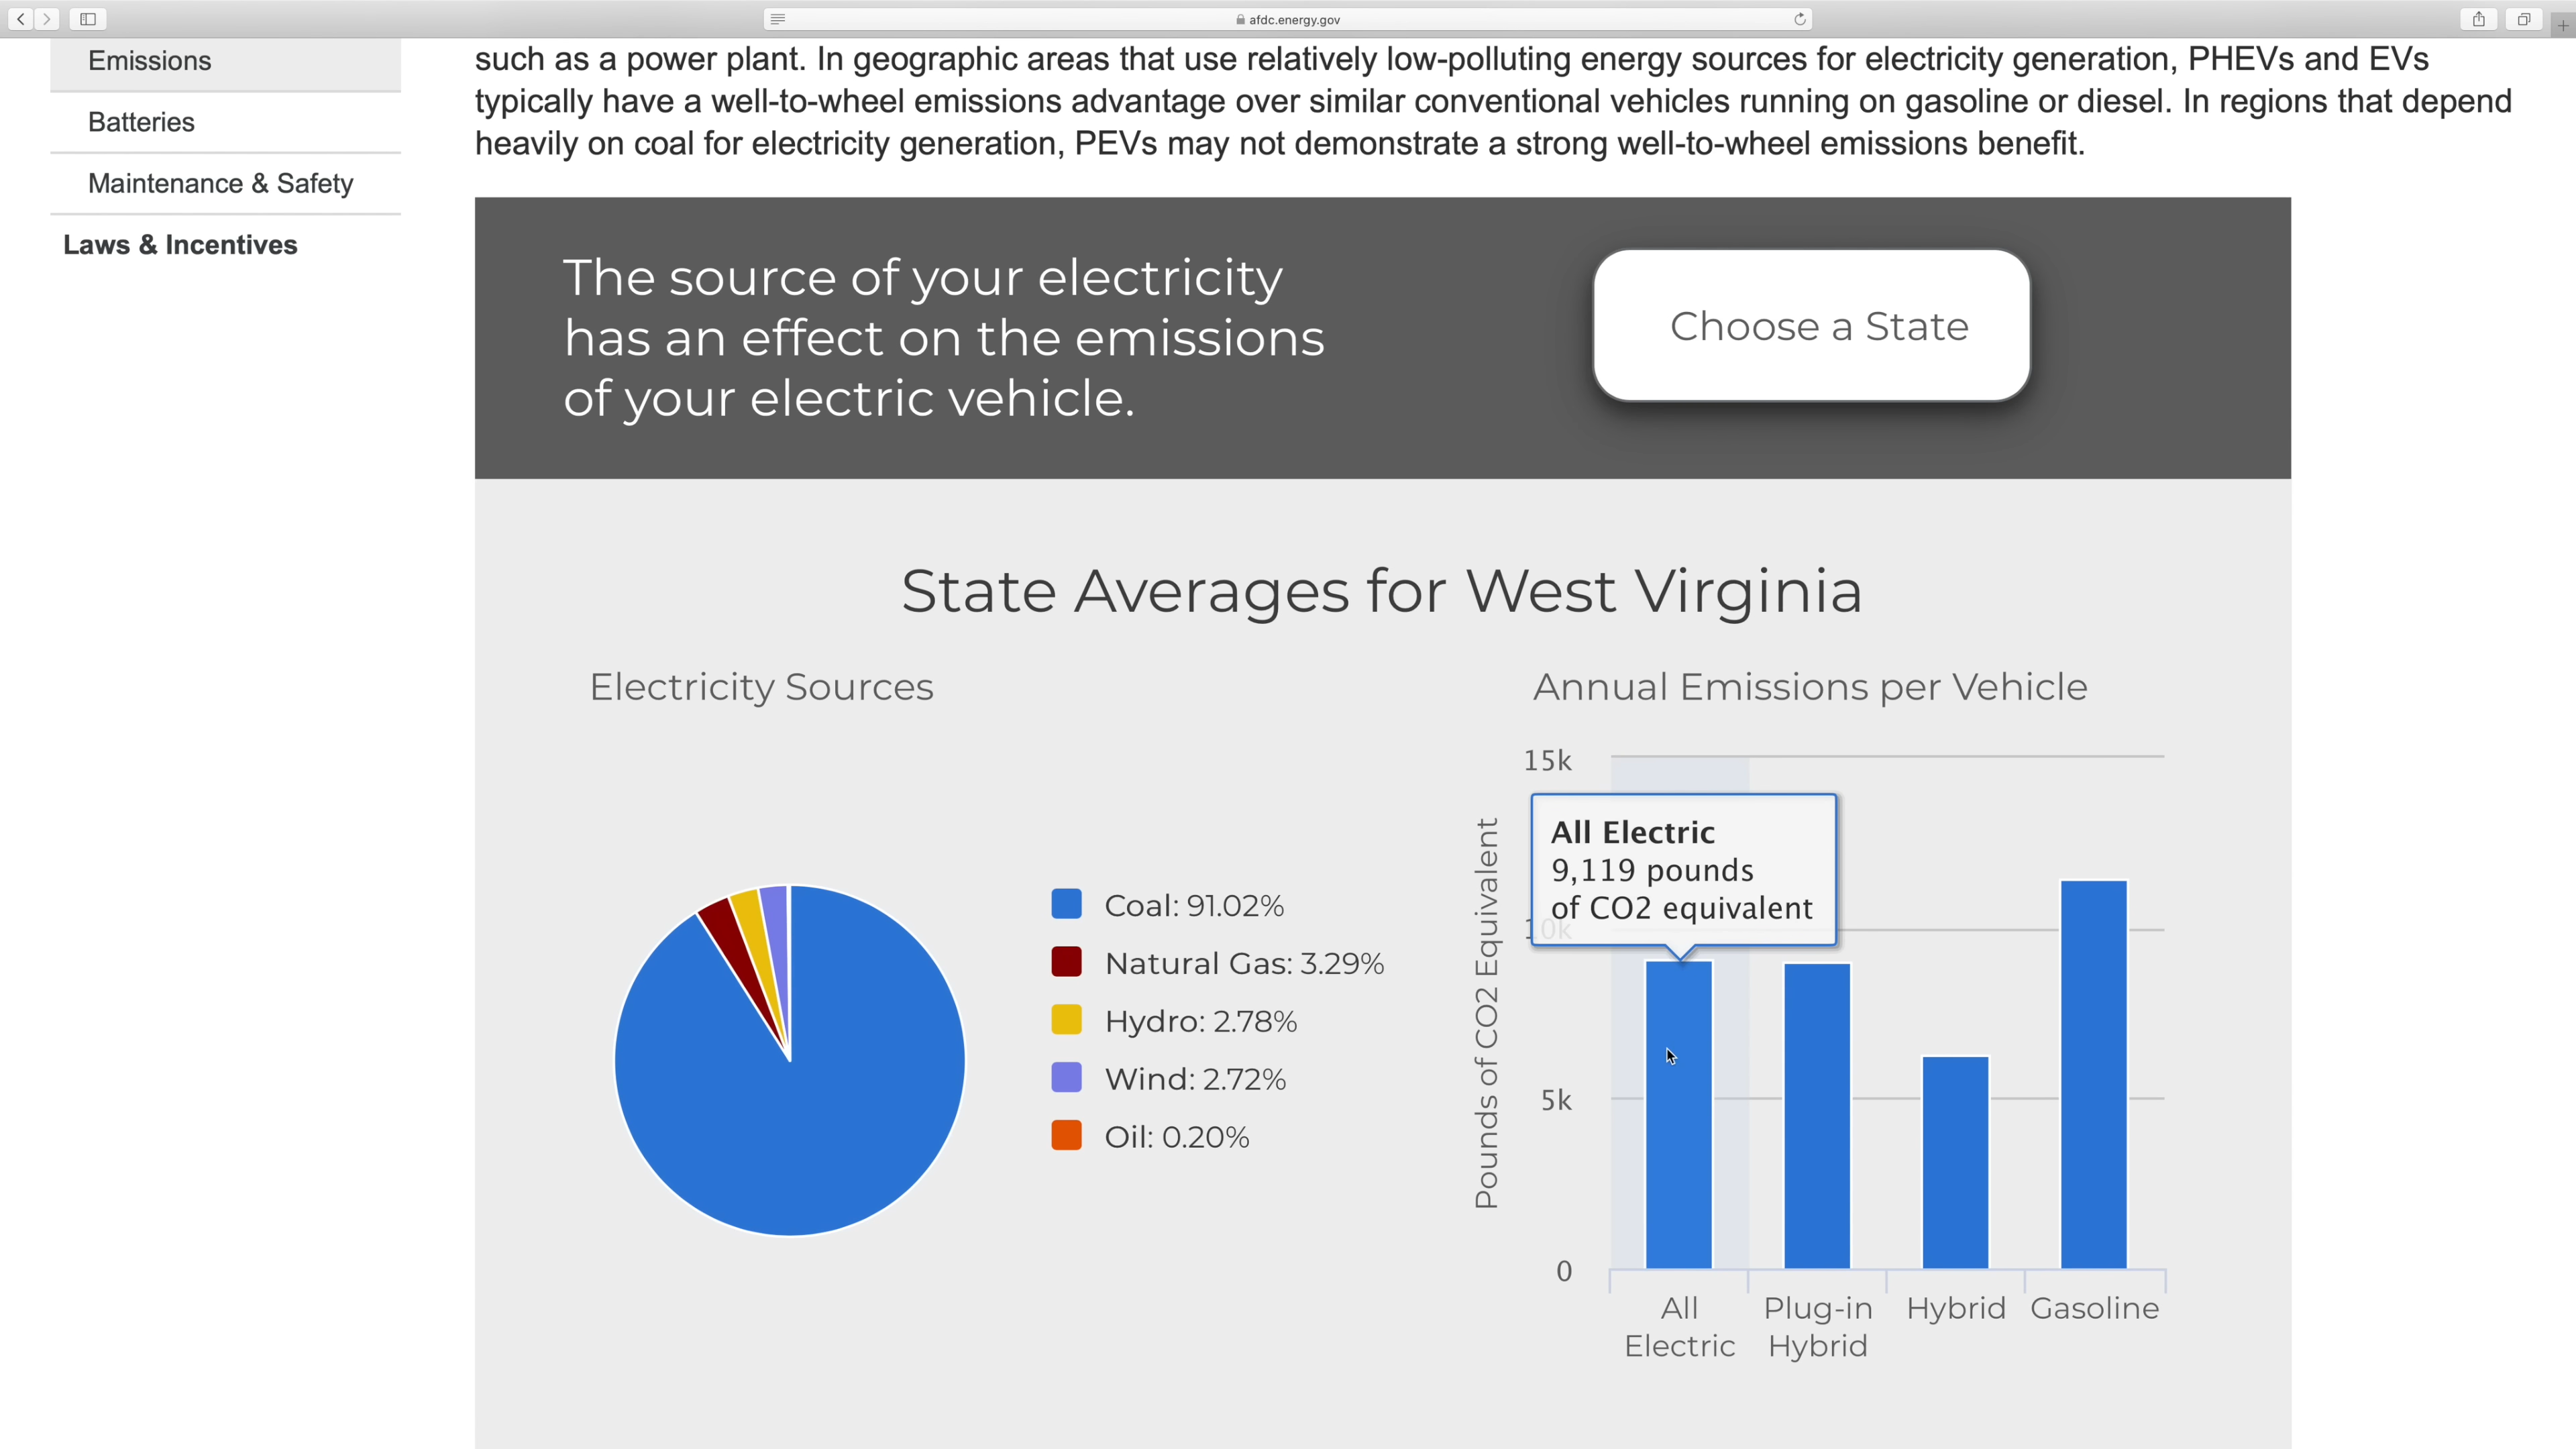 afdc.energy.gov
Emissions
Batteries
Maintenance & Safety
Laws & Incentives
such as a power plant. In geographic areas that use relatively low-polluting energy sources for electricity generation, PHEVs and EVs
typically have a well-to-wheel emissions advantage over similar conventional vehicles running on gasoline or diesel. In regions that depend
heavily on coal for electricity generation, PEVs may not demonstrate a strong well-to-wheel emissions benefit.
The source of your electricity
has an effect on the emissions
of your electric vehicle.
Choose a State
State Averages for West Virginia
Electricity Sources
Coal: 91.02%
Natural Gas: 3.29%
Hydro: 2.78%
Wind: 2.72%
Oil: 0.20%
Annual Emissions per Vehicle
Pounds of CO2 Equivalent
15k
10k
5k
0
All Electric
9,119 pounds
of CO2 equivalent
All
Electric
Plug-in
Hybrid
Hybrid
Gasoline